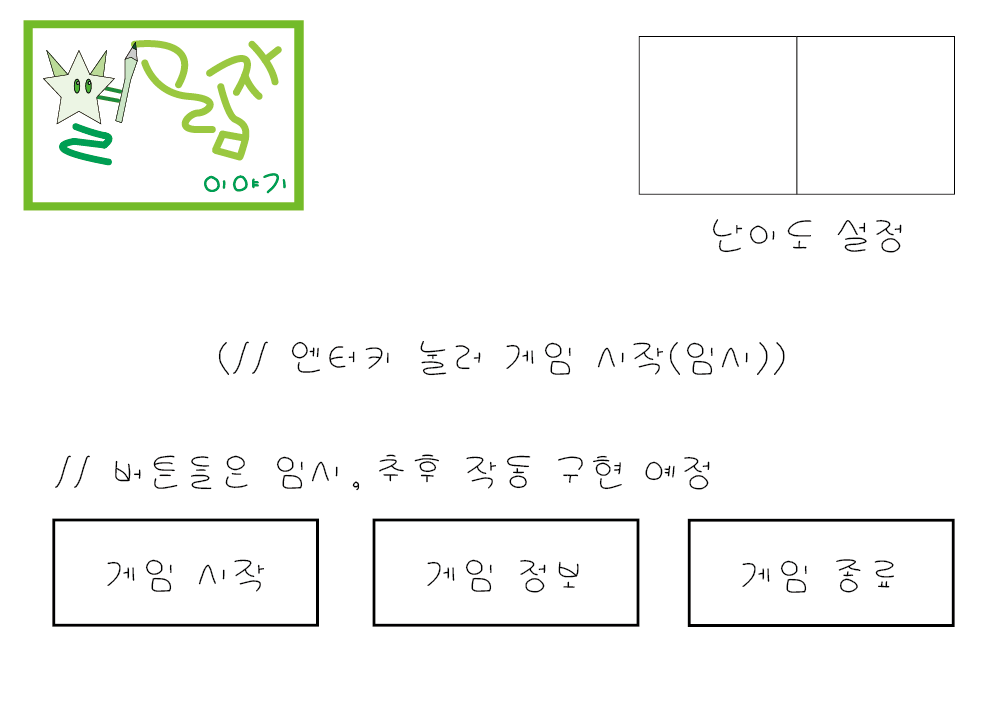 별 그림자
이야기
난이도 설정
(// 엔터키 눌러 게임 시작(임시))
// 버튼들은 임시. 추후 작동 구현 예정
게임 시작 게임 정보 게임 종료